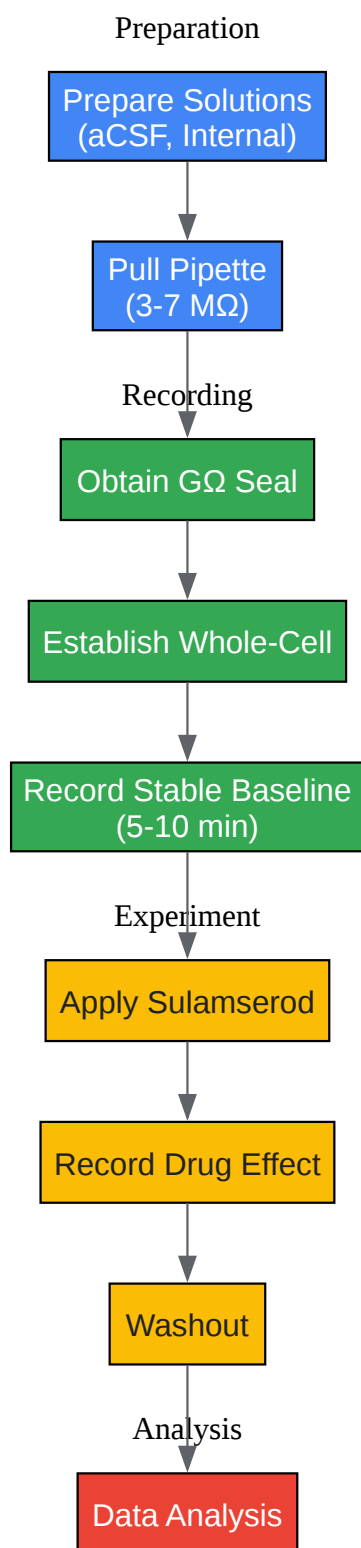 Preparation
Prepare Solutions
(aCSF, Internal)
Pull Pipette
(3-7 MΩ)
Recording
Obtain GΩ Seal
Establish Whole-Cell
Record Stable Baseline
(5-10 min)
Experiment
Apply Sulamserod
Record Drug Effect
Washout
Analysis
Data Analysis